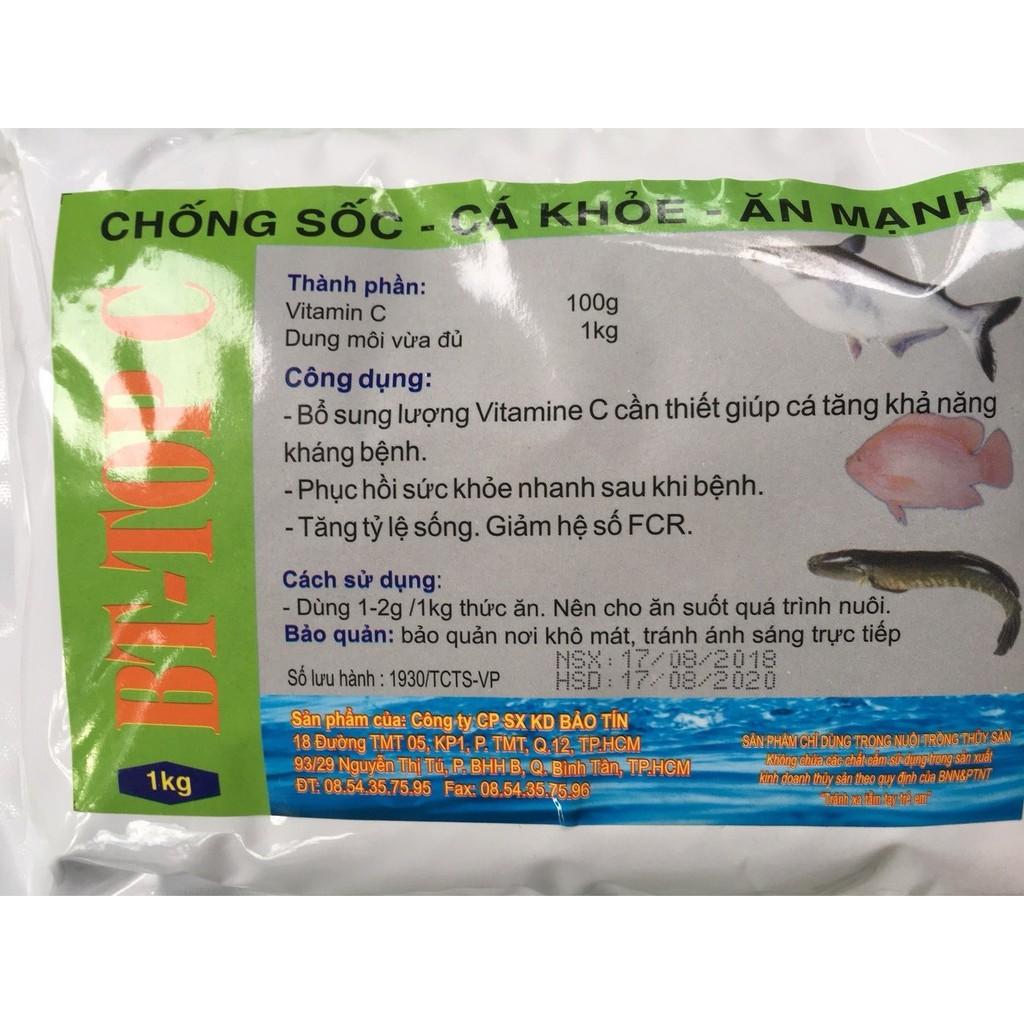 CHỐNG SỐC - CÁ KHỎE - ĂN MẠNH
BT-TOP C
1kg
Thành phần:
Vitamin C 100g
Dung môi vừa đủ 1kg
Công dụng:
- Bổ sung lượng Vitamine C cần thiết giúp cá tăng khả năng
kháng bệnh.
- Phục hồi sức khỏe nhanh sau khi bệnh.
- Tăng tỷ lệ sống. Giảm hệ số FCR.
Cách sử dụng:
- Dùng 1-2g /1kg thức ăn. Nên cho ăn suốt quá trình nuôi.
Bảo quản: bảo quản nơi khô mát, tránh ánh sáng trực tiếp
NSX: 17/08/2018
HSD: 17/08/2020
Số lưu hành : 1930/TCTS-VP
Sản phẩm của: Công ty CP SX KD BẢO TÍN
18 Đường TMT 05, KP1, P. TMT, Q.12, TP.HCM
93/29 Nguyễn Thị Tú, P. BHH B, Q. Bình Tân, TP.HCM
ĐT: 08.54.35.75.95 Fax: 08.54.35.75.96
SẢN PHẨM CHỈ DÙNG TRONG NUÔI TRỒNG THỦY SẢN
Không chứa các chất cấm sử dụng trong sản xuất
kinh doanh thủy sản theo quy định của BNN&PTNT
"Tránh xa tầm tay trẻ em"